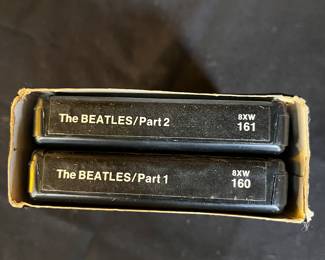 The BEATLES/Part 2
8XW
161
The BEATLES/Part 1
8XW
160